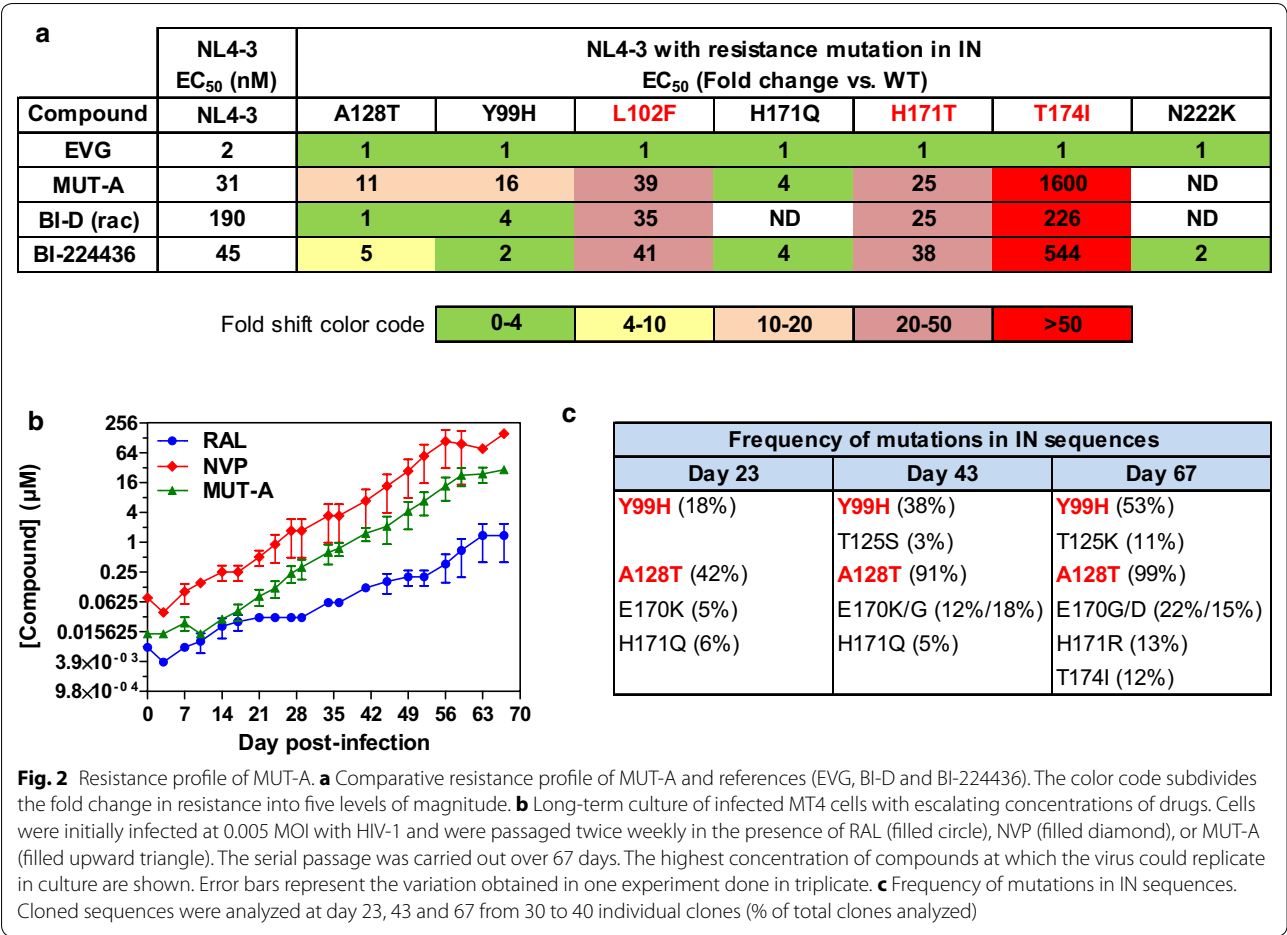 a
NL4-3 EC50 (nM)
NL4-3 with resistance mutation in IN
EC50 (Fold change vs. WT)
Compound NL4-3 A128T Y99H L102F H171Q H171T T174I N222K
EVG 2 1 1 1 1 1 1 1
MUT-A 31 11 16 39 4 25 1600 ND
BI-D (rac) 190 1 4 35 ND 25 226 ND
BI-224436 45 5 2 41 4 38 544 2
Fold shift color code 0-4 4-10 10-20 20-50 >50
b
[Compound] (µM)
256
64
16
4
1
0.25
0.0625
0.015625
3.9×10-03
9.8×10-04
RAL
NVP
MUT-A
0 7 14 21 28 35 42 49 56 63 70
Day post-infection
c
Frequency of mutations in IN sequences
Day 23 Day 43 Day 67
Y99H (18%) Y99H (38%) Y99H (53%)
T125S (3%) T125K (11%)
A128T (42%) A128T (91%) A128T (99%)
E170K (5%) E170K/G (12%/18%) E170G/D (22%/15%)
H171Q (6%) H171Q (5%) H171R (13%)
T174I (12%)
Fig. 2 Resistance profile of MUT-A. a Comparative resistance profile of MUT-A and references (EVG, BI-D and BI-224436). The color code subdivides
the fold change in resistance into five levels of magnitude. b Long-term culture of infected MT4 cells with escalating concentrations of drugs. Cells
were initially infected at 0.005 MOI with HIV-1 and were passaged twice weekly in the presence of RAL (filled circle), NVP (filled diamond), or MUT-A
(filled upward triangle). The serial passage was carried out over 67 days. The highest concentration of compounds at which the virus could replicate
in culture are shown. Error bars represent the variation obtained in one experiment done in triplicate. c Frequency of mutations in IN sequences.
Cloned sequences were analyzed at day 23, 43 and 67 from 30 to 40 individual clones (% of total clones analyzed)